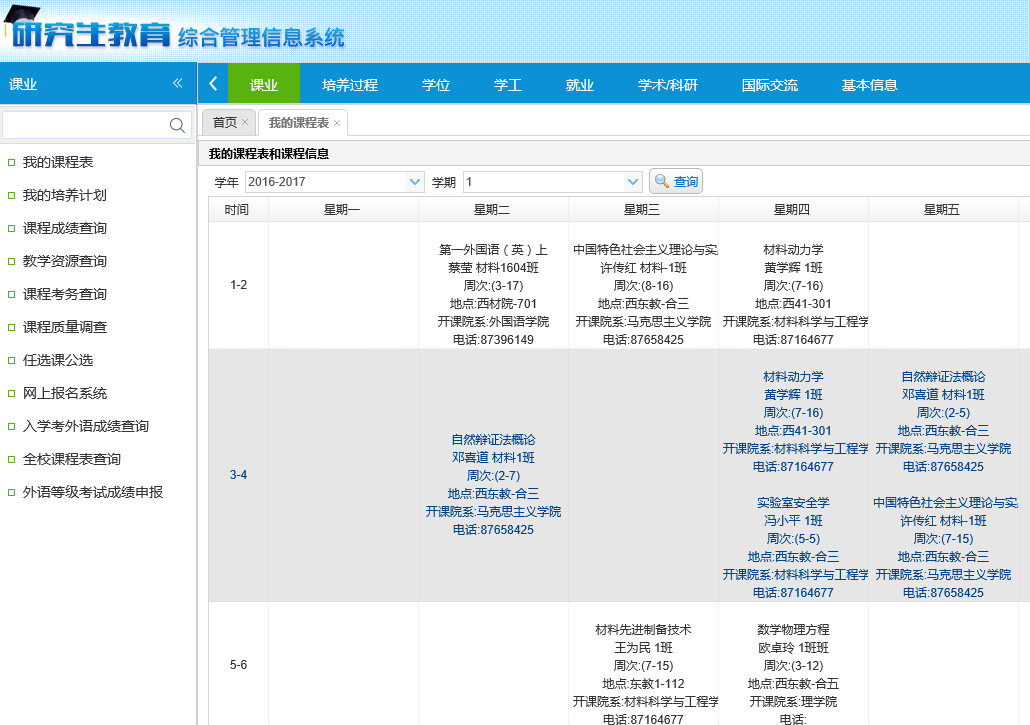 研究生教育 综合管理信息系统
课业 «
课业 培养过程 学位 学工 就业 学术/科研 国际交流 基本信息
首页 × 我的课程表 ×
我的课程表和课程信息
学年 2016-2017 学期 1 查询
我的课程表
我的培养计划
课程成绩查询
教学资源查询
课程考务查询
课程质量调查
任选课公选
网上报名系统
入学考外语成绩查询
全校课程表查询
外语等级考试成绩申报
时间 星期一 星期二 星期三 星期四 星期五
1-2
第一外国语（英）上
蔡莹 材料1604班
周次:(3-17)
地点:西材院-701
开课院系:外国语学院
电话:87396149
中国特色社会主义理论与实
许传红 材料-1班
周次:(8-16)
地点:西东教-合三
开课院系:马克思主义学院
电话:87658425
材料动力学
黄学辉 1班
周次:(7-16)
地点:西41-301
开课院系:材料科学与工程学
电话:87164677
3-4
自然辩证法概论
邓喜道 材料1班
周次:(2-7)
地点:西东教-合三
开课院系:马克思主义学院
电话:87658425
材料动力学
黄学辉 1班
周次:(7-16)
地点:西41-301
开课院系:材料科学与工程学
电话:87164677
实验室安全学
冯小平 1班
周次:(5-5)
地点:西东教-合三
开课院系:材料科学与工程学
电话:87164677
自然辩证法概论
邓喜道 材料1班
周次:(2-5)
地点:西东教-合三
开课院系:马克思主义学院
电话:87658425
中国特色社会主义理论与实
许传红 材料-1班
周次:(7-15)
地点:西东教-合三
开课院系:马克思主义学院
电话:87658425
5-6
材料先进制备技术
王为民 1班
周次:(7-15)
地点:东教1-112
开课院系:材料科学与工程学
电话:87164677
数学物理方程
欧卓玲 1班班
周次:(3-12)
地点:西东教-合五
开课院系:理学院
电话: